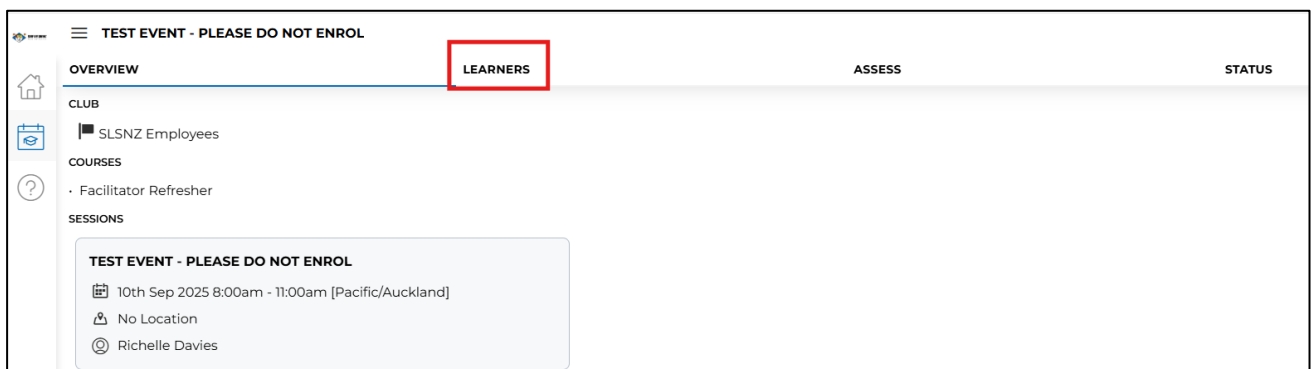 TEST EVENT - PLEASE DO NOT ENROL
OVERVIEW LEARNERS ASSESS STATUS
CLUB
SLSNZ Employees
COURSES
· Facilitator Refresher
SESSIONS
TEST EVENT - PLEASE DO NOT ENROL
10th Sep 2025 8:00am - 11:00am [Pacific/Auckland]
No Location
Richelle Davies